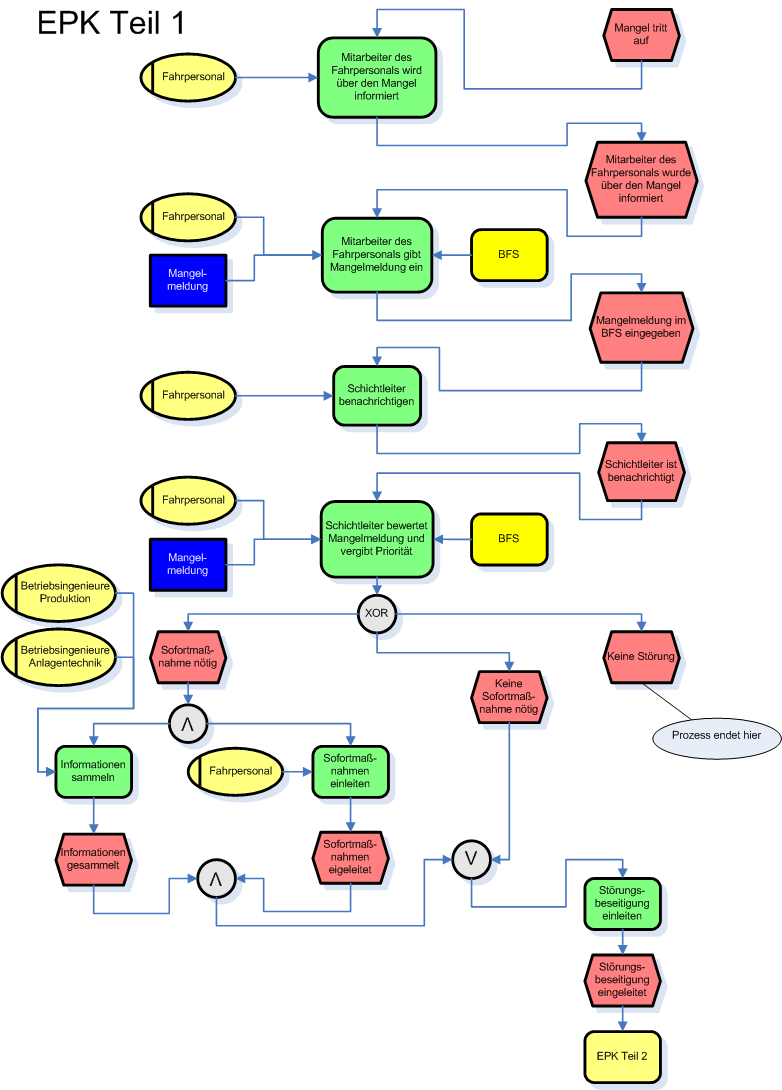 EPK Teil 1
Mangel tritt
auf
Fahrpersonal
Mitarbeiter des
Fahrpersonals wird
über den Mangel
informiert
Mitarbeiter des
Fahrpersonals wurde
über den Mangel
informiert
Fahrpersonal
Mangel-
meldung
Mitarbeiter des
Fahrpersonals gibt
Mangelmeldung ein
BFS
Mangelmeldung im
BFS eingegeben
Fahrpersonal
Schichtleiter
benachrichtigen
Schichtleiter ist
benachrichtigt
Fahrpersonal
Mangel-
meldung
Schichtleiter bewertet
Mangelmeldung und
vergibt Priorität
BFS
Betriebsingenieure
Produktion
Betriebsingenieure
Anlagentechnik
XOR
Sofortmaß-
nahme nötig
Keine
Sofortmaß-
nahme nötig
Keine Störung
Prozess endet hier
Λ
Informationen
sammeln
Fahrpersonal
Sofortmaß-
nahmen
einleiten
Informationen
gesammelt
Sofortmaß-
nahmen
eigeleitet
Λ
V
Störungs-
beseitigung
einleiten
Störungs-
beseitigung
eingeleitet
EPK Teil 2